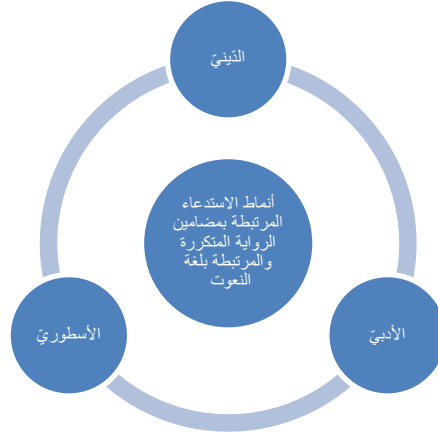 الدّينيّ
أنماط الاستدعاء
المرتبطة بمضامين
الرواية المتكررة
والمرتبطة بلغة
النعوت
الأدبيّ
الأسطوريّ